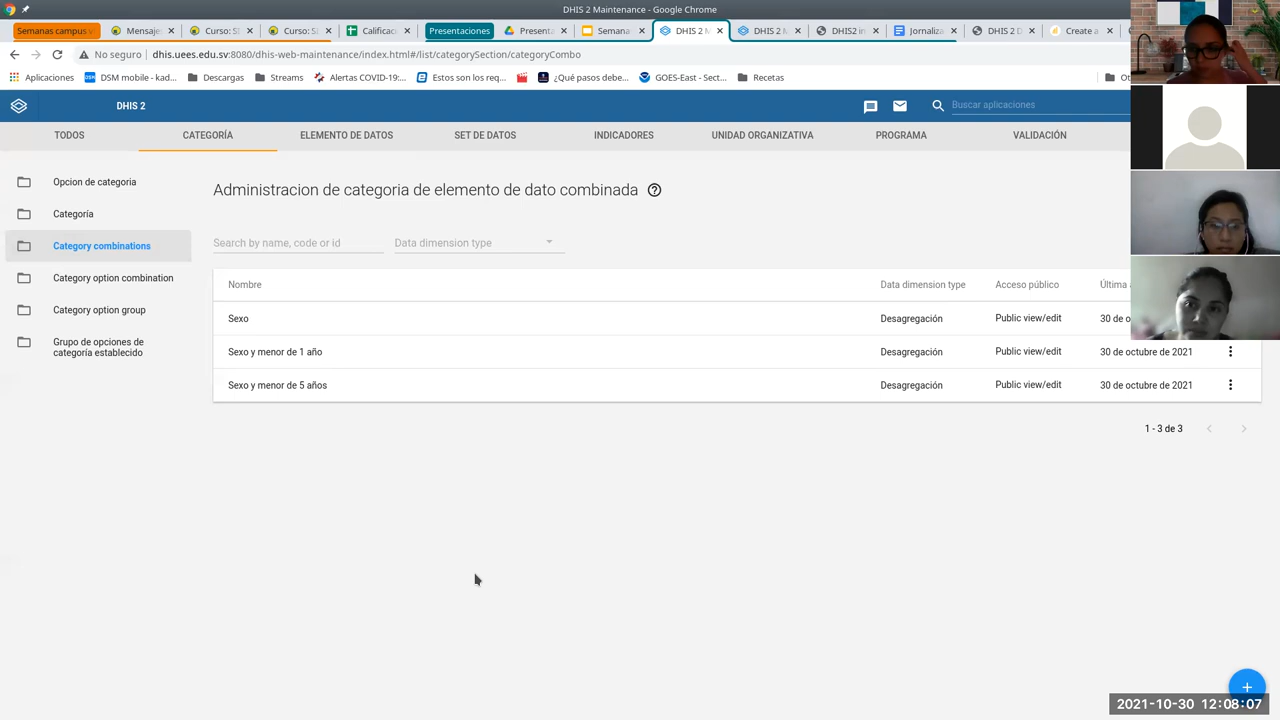 DHIS 2 Maintenance - Google Chrome
Semanas campus v
Mensaje
Curso: S
Curso: S
Calificac
Presentaciones
Present
Semana
DHIS 2 M
DHIS 2 M
DHIS2 in
Jornaliz
DHIS 2 D
Create a
No seguro
dhis.uees.edu.sv:8080/dhis-web-maintenance/index.html#/list/categorySection/categoryCombo
Aplicaciones
DSM mobile - kad...
Descargas
Streams
Alertas COVID-19:...
Estos son los req...
¿Qué pasos debe...
GOES-East - Sect...
Recetas
Ot
DHIS 2
Buscar aplicaciones
TODOS
CATEGORÍA
ELEMENTO DE DATOS
SET DE DATOS
INDICADORES
UNIDAD ORGANIZATIVA
PROGRAMA
VALIDACIÓN
Opcion de categoria
Categoría
Category combinations
Category option combination
Category option group
Grupo de opciones de
categoría establecido
Administracion de categoria de elemento de dato combinada
Search by name, code or id
Data dimension type
Nombre Data dimension type Acceso público Última a
Sexo Desagregación Public view/edit 30 de o
Sexo y menor de 1 año Desagregación Public view/edit 30 de octubre de 2021
Sexo y menor de 5 años Desagregación Public view/edit 30 de octubre de 2021
1 - 3 de 3
2021-10-30 12:08:07